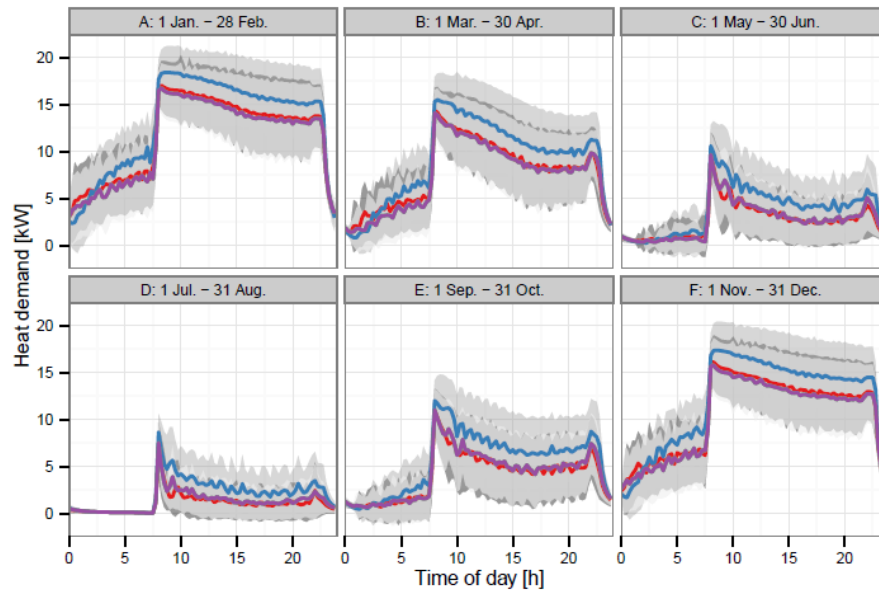 A: 1 Jan. − 28 Feb.
B: 1 Mar. − 30 Apr.
C: 1 May − 30 Jun.
20
15
10
5
0
D: 1 Jul. − 31 Aug.
E: 1 Sep. − 31 Oct.
F: 1 Nov. − 31 Dec.
20
15
10
5
0
0 5 10 15 20 0 5 10 15 20 0 5 10 15 20
Time of day [h]
Heat demand [kW]